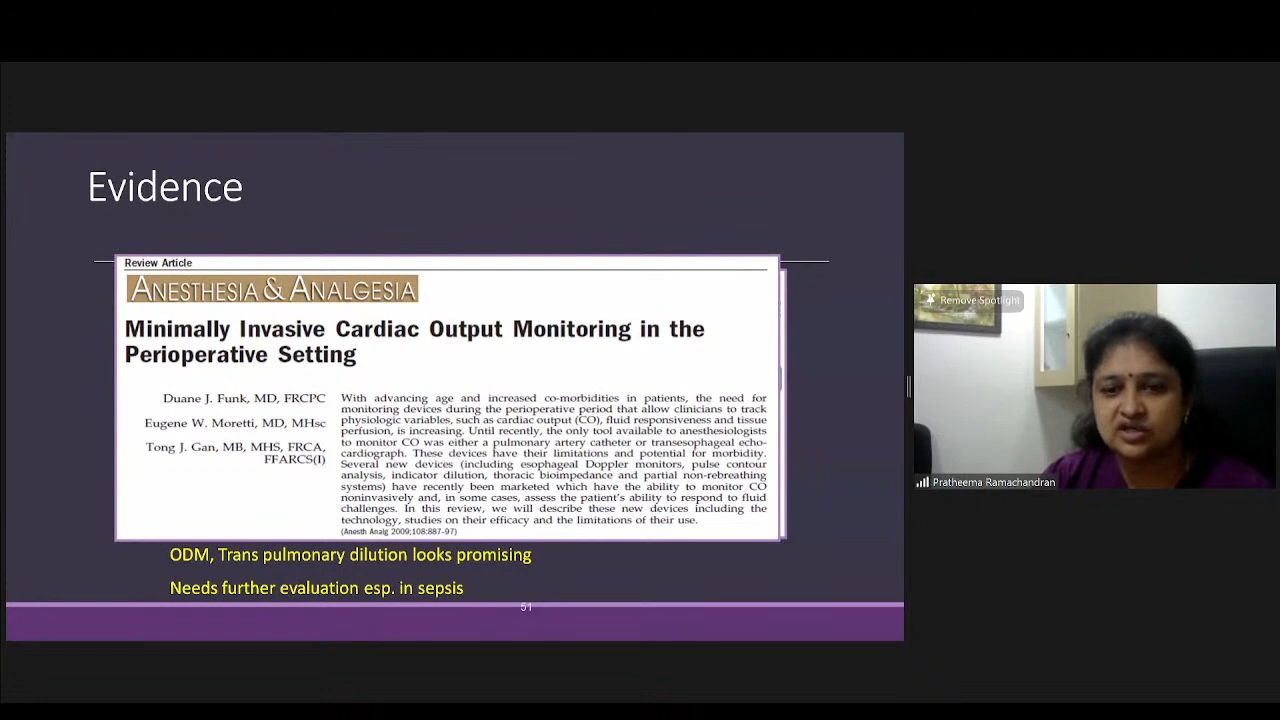 Evidence
Review Article
ANESTHESIA & ANALGESIA
Minimally Invasive Cardiac Output Monitoring in the
Perioperative Setting
Duane J. Funk, MD, FRCPC
Eugene W. Moretti, MD, MHsc
Tong J. Gan, MB, MHS, FRCA,
FFARCS(I)
With advancing age and increased co-morbidities in patients, the need for
monitoring devices during the perioperative period that allow clinicians to track
physiologic variables, such as cardiac output (CO), fluid responsiveness and tissue
perfusion, is increasing. Until recently, the only tool available to anesthesiologists
to monitor CO was either a pulmonary artery catheter or transesophageal echo-
cardiograph. These devices have their limitations and potential for morbidity.
Several new devices (including esophageal Doppler monitors, pulse contour
analysis, indicator dilution, thoracic bioimpedance and partial non-rebreathing
systems) have recently been marketed which have the ability to monitor CO
noninvasively and, in some cases, assess the patient's ability to respond to fluid
challenges. In this review, we will describe these new devices including the
technology, studies on their efficacy and the limitations of their use.
(Anesth Analg 2009;108:887–97)
ODM, Trans pulmonary dilution looks promising
Needs further evaluation esp. in sepsis
51
Remove Spotlight
Pratheema Ramachandran